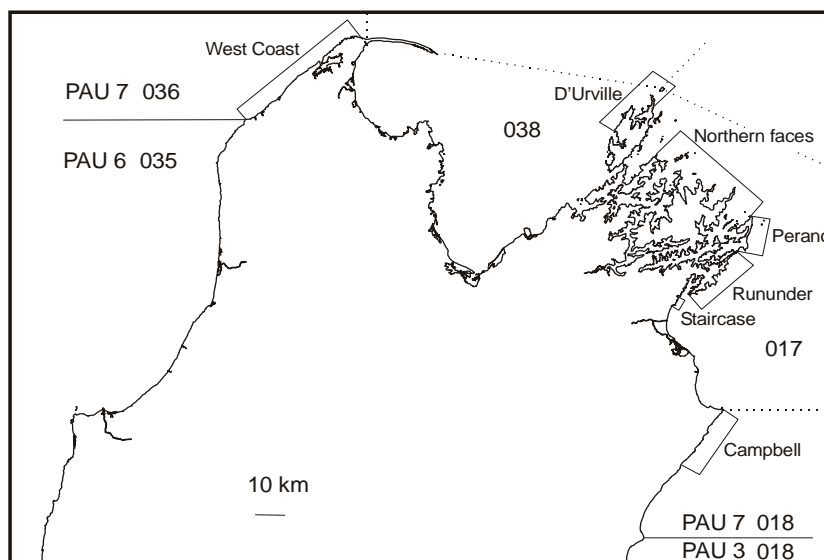 West Coast
PAU 7 036
PAU 6 035
D'Urville
038
Northern faces
Perano
Rununder
Staircase
017
Campbell
10 km
PAU 7 018
PAU 3 018